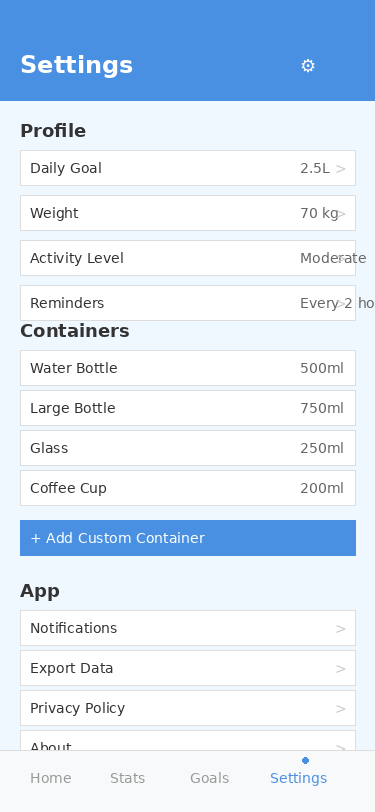 Settings ⚙
Profile
Daily Goal 2.5L >
Weight 70 kg >
Activity Level Moderate >
Reminders Every 2 ho >
Containers
Water Bottle 500ml
Large Bottle 750ml
Glass 250ml
Coffee Cup 200ml
+ Add Custom Container
App
Notifications >
Export Data >
Privacy Policy >
About >
Home Stats Goals Settings